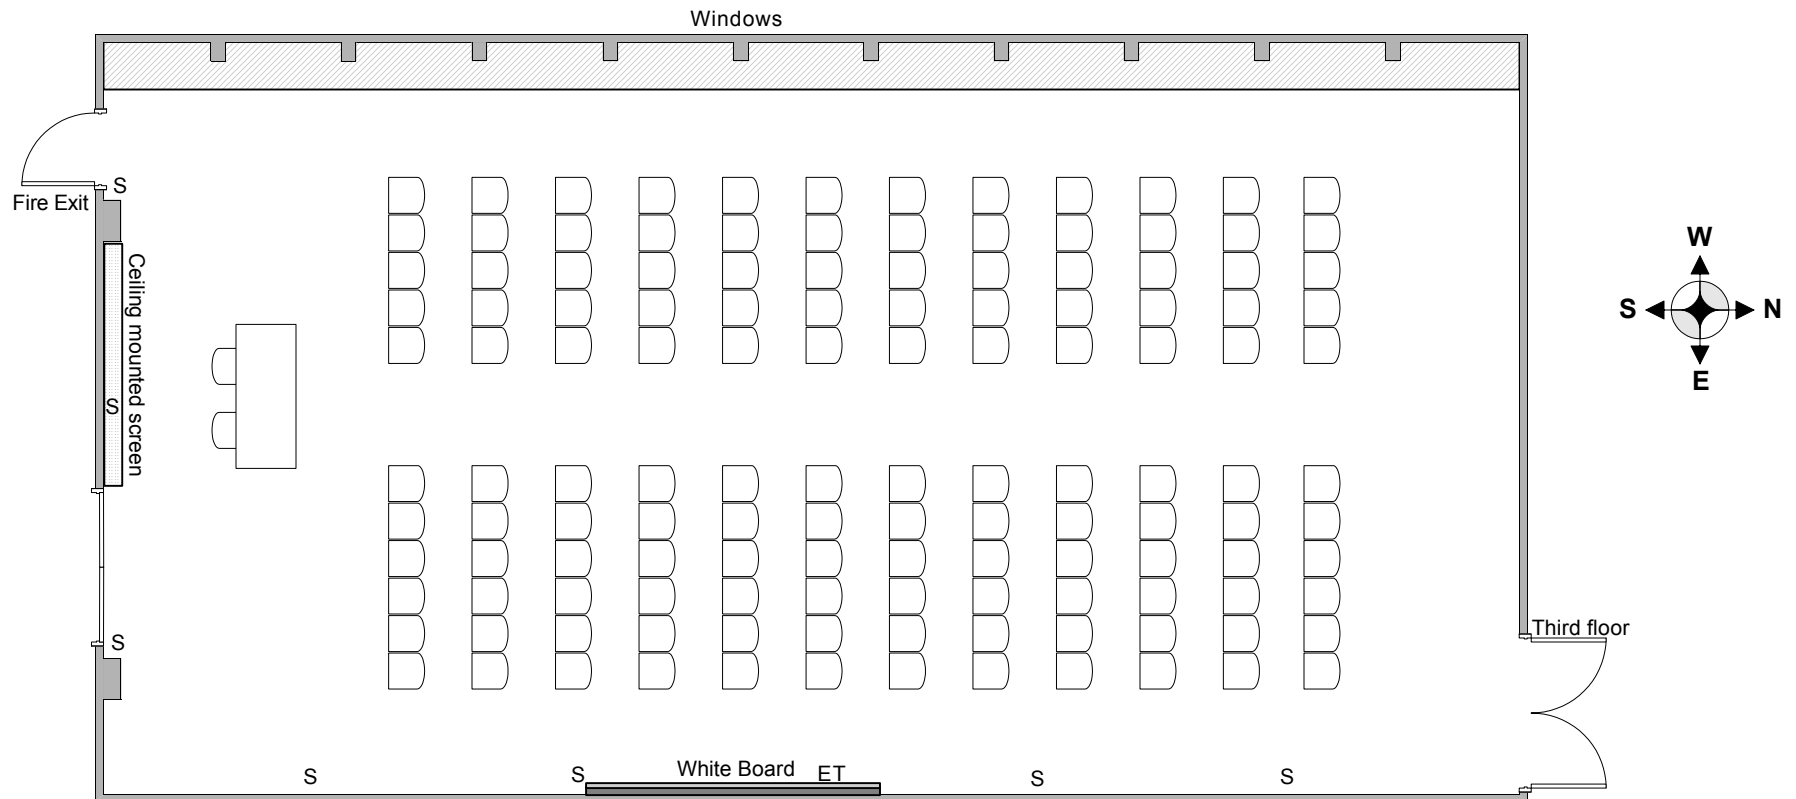 Windows
S
Fire Exit
Ceiling mounted screen
S
W
S
N
E
Third floor
S
S
S
White Board
ET
S
S